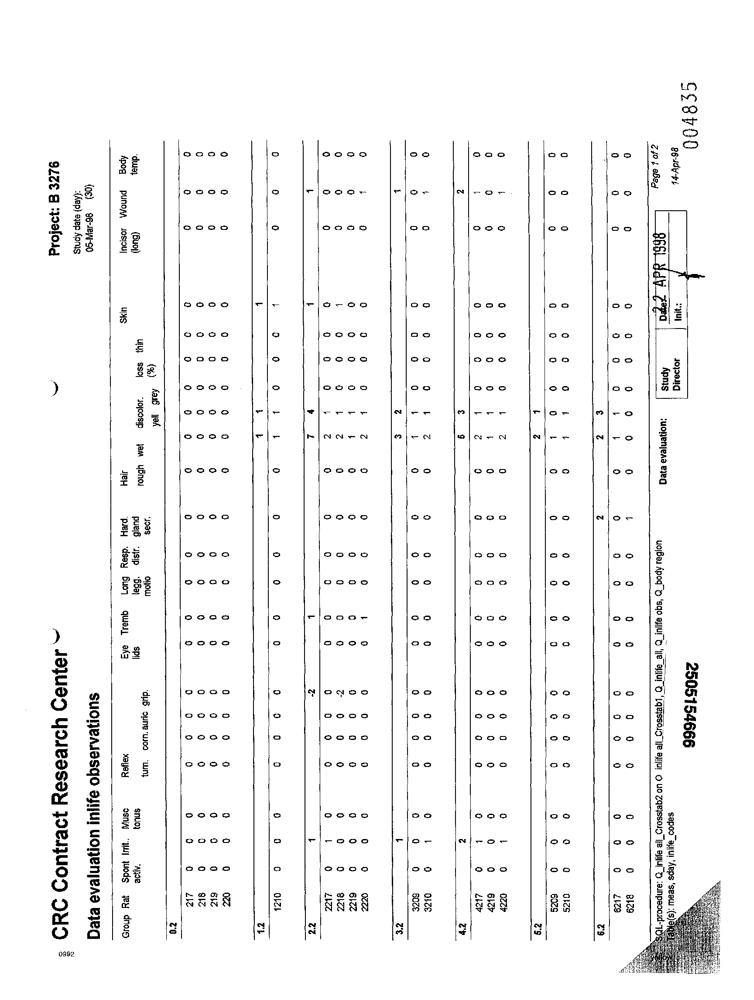 CRC Contract Research Center Project: B 3276
Data evaluation inlife observations
Study date (day):
05-Mar-98 (30)
Group Rat Spont Irrit. Musc Reflex Eye Tremb Long Resp. Hard. Hair discolor. loss thin Skin Incisor Wound Body
activ. tonus turn. corn. auric grip. lids legg. distr. gland rough wet yell grey (%) (long) temp.
motio secr.
0.2
217 0 0 0 0 0 0 0 0 0 0 0 0 0 0 0 0 0 0 0 0 0 0
218 0 0 0 0 0 0 0 0 0 0 0 0 0 0 0 0 0 0 0 0 0 0
219 0 0 0 0 0 0 0 0 0 0 0 0 0 0 0 0 0 0 0 0 0 0
220 0 0 0 0 0 0 0 0 0 0 0 0 0 0 0 0 0 0 0 0 0 0
1.2 1 1 1
1210 0 0 0 0 0 0 0 0 0 0 0 0 0 1 1 0 0 0 1 0 0 0
2.2 1 -2 1 7 4 1 1
2217 0 1 0 0 0 0 0 0 0 0 0 0 0 2 1 0 0 0 0 0 0 0
2218 0 0 0 0 0 0 -2 0 0 0 0 0 0 2 1 0 0 0 1 0 0 0
2219 0 0 0 0 0 0 0 0 0 0 0 0 0 1 1 0 0 0 0 0 0 0
2220 0 0 0 0 0 0 0 0 1 0 0 0 0 2 1 0 0 0 0 0 1 0
3.2 1 3 2 1
3209 0 0 0 0 0 0 0 0 0 0 0 0 0 1 1 0 0 0 0 0 0 0
3210 0 1 0 0 0 0 0 0 0 0 0 0 0 2 1 0 0 0 0 0 1 0
4.2 2 5 3 2
4217 0 1 0 0 0 0 0 0 0 0 0 0 0 2 1 0 0 0 0 0 1 0
4219 0 0 0 0 0 0 0 0 0 0 0 0 0 1 1 0 0 0 0 0 0 0
4220 0 1 0 0 0 0 0 0 0 0 0 0 0 2 1 0 0 0 0 0 1 0
5.2 2 1
5209 0 0 0 0 0 0 0 0 0 0 0 0 0 1 0 0 0 0 0 0 0 0
5210 0 0 0 0 0 0 0 0 0 0 0 0 0 1 1 0 0 0 0 0 0 0
6.2 2 2 3
6217 0 0 0 0 0 0 0 0 0 0 0 0 0 1 1 0 0 0 0 0 0 0
6218 0 0 0 0 0 0 0 0 0 0 0 1 0 0 0 0 0 0 0 0 0 0
SQL-procedure: Q_inlife all_Crosstab2 on Q_inlife all_Crosstab1, Q_inlife_all, Q_inlife obs, Q_body region
Table(s): meas, sday, inlife_codes
Data evaluation:
Study
Director
Date:
22 APR 1998
Init.:
Page 1 of 2
14-Apr-98
004835
2505154666
0992